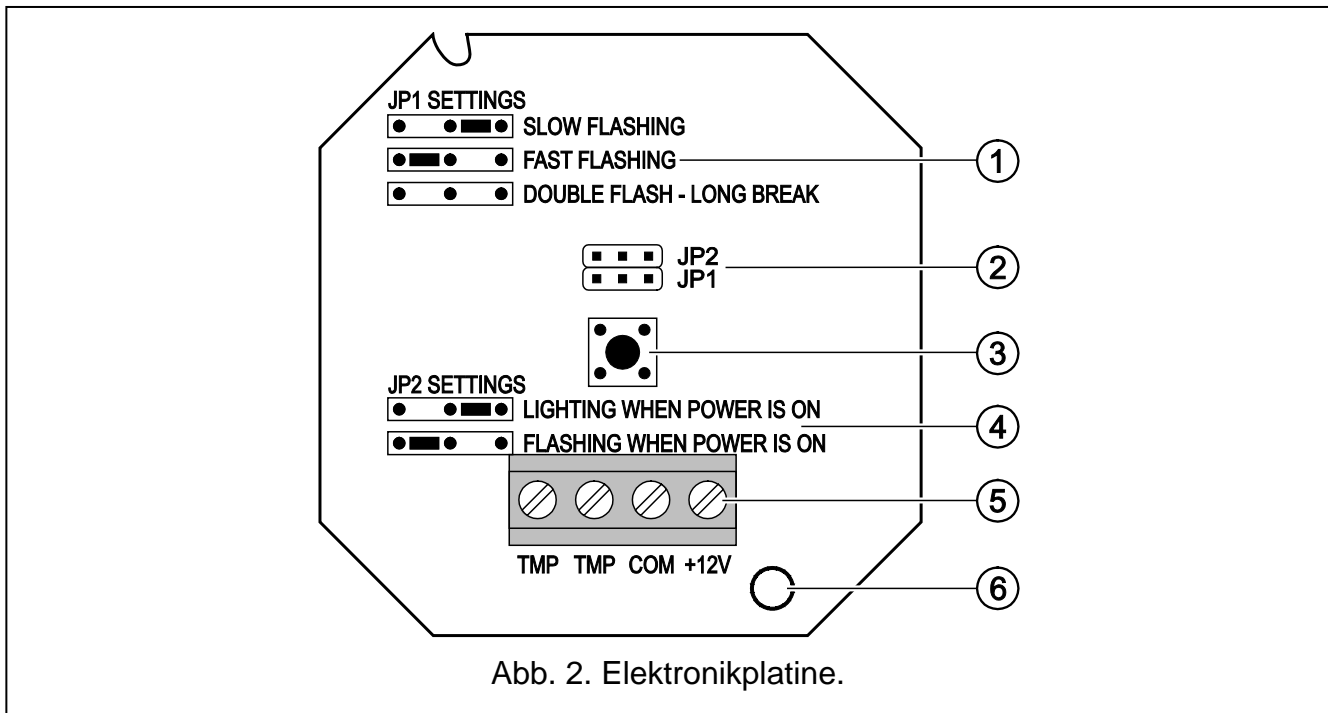 JP1 SETTINGS
SLOW FLASHING
FAST FLASHING
1
DOUBLE FLASH - LONG BREAK
JP2
2
JP1
3
JP2 SETTINGS
LIGHTING WHEN POWER IS ON
4
FLASHING WHEN POWER IS ON
5
TMP TMP COM +12V
6
Abb. 2. Elektronikplatine.